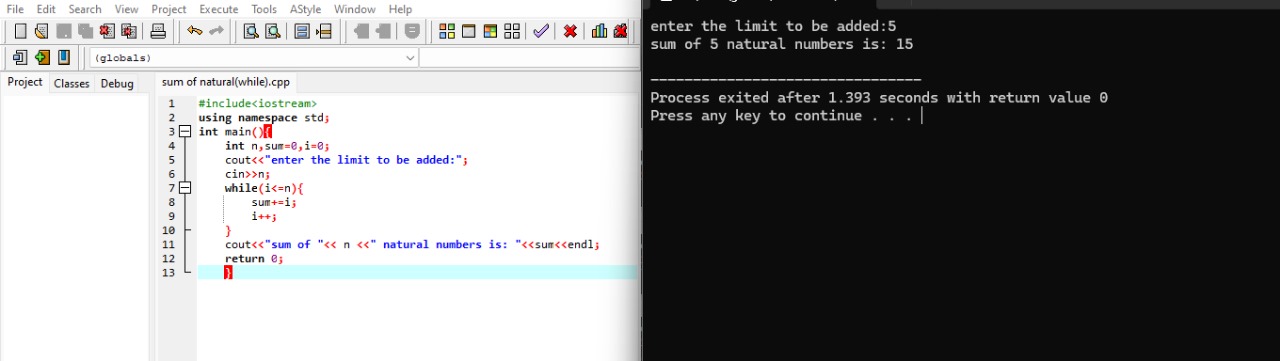 File Edit Search View Project Execute Tools AStyle Window Help
(globals)
Project Classes Debug
sum of natural(while).cpp
1 #include<iostream>
2 using namespace std;
3 int main(){
4 int n,sum=0,i=0;
5 cout<<"enter the limit to be added:";
6 cin>>n;
7 while(i<=n){
8 sum+=i;
9 i++;
10 }
11 cout<<"sum of "<< n <<" natural numbers is: "<<sum<<endl;
12 return 0;
13 }
enter the limit to be added:5
sum of 5 natural numbers is: 15
--------------------------------
Process exited after 1.393 seconds with return value 0
Press any key to continue . . .